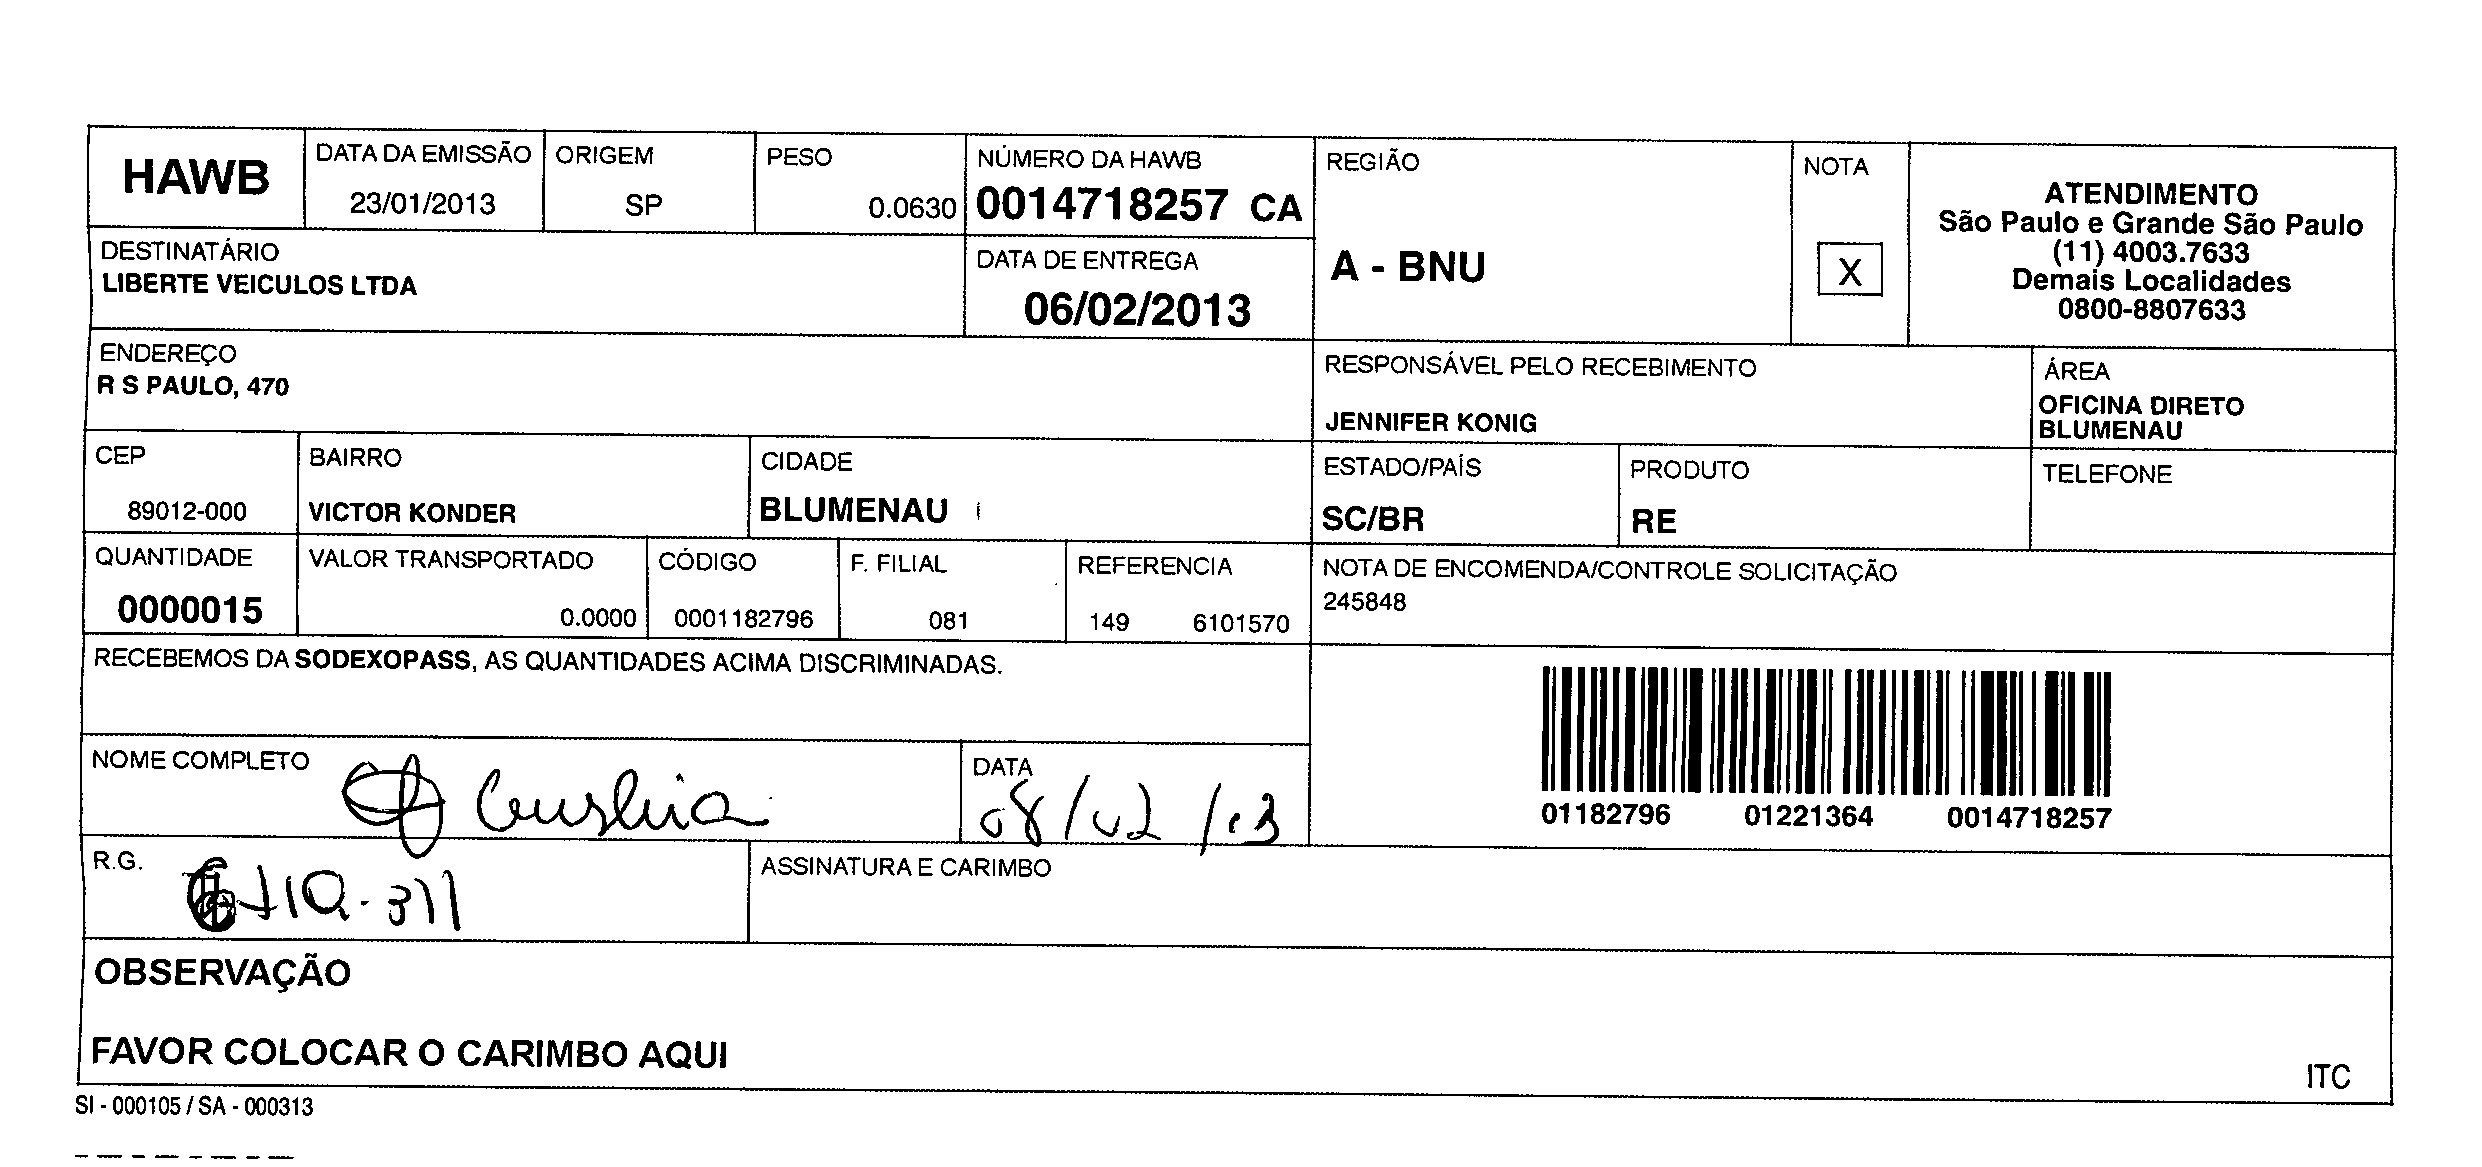 HAWB
DATA DA EMISSÃO
23/01/2013
ORIGEM
SP
PESO
0.0630
NÚMERO DA HAWB
0014718257 CA
REGIÃO
A - BNU
NOTA
X
ATENDIMENTO
São Paulo e Grande São Paulo
(11) 4003.7633
Demais Localidades
0800-8807633
DESTINATÁRIO
LIBERTE VEICULOS LTDA
DATA DE ENTREGA
06/02/2013
ENDEREÇO
R S PAULO, 470
RESPONSÁVEL PELO RECEBIMENTO
JENNIFER KONIG
ÁREA
OFICINA DIRETO
BLUMENAU
CEP
89012-000
BAIRRO
VICTOR KONDER
CIDADE
BLUMENAU
ESTADO/PAÍS
SC/BR
PRODUTO
RE
TELEFONE
QUANTIDADE
0000015
VALOR TRANSPORTADO
0.0000
CÓDIGO
0001182796
F. FILIAL
081
REFERENCIA
149 6101570
NOTA DE ENCOMENDA/CONTROLE SOLICITAÇÃO
245848
RECEBEMOS DA SODEXOPASS, AS QUANTIDADES ACIMA DISCRIMINADAS.
01182796 01221364 0014718257
NOME COMPLETO
DATA
08/02/13
R.G.
ASSINATURA E CARIMBO
OBSERVAÇÃO
FAVOR COLOCAR O CARIMBO AQUI
ITC
SI - 000105 / SA - 000313